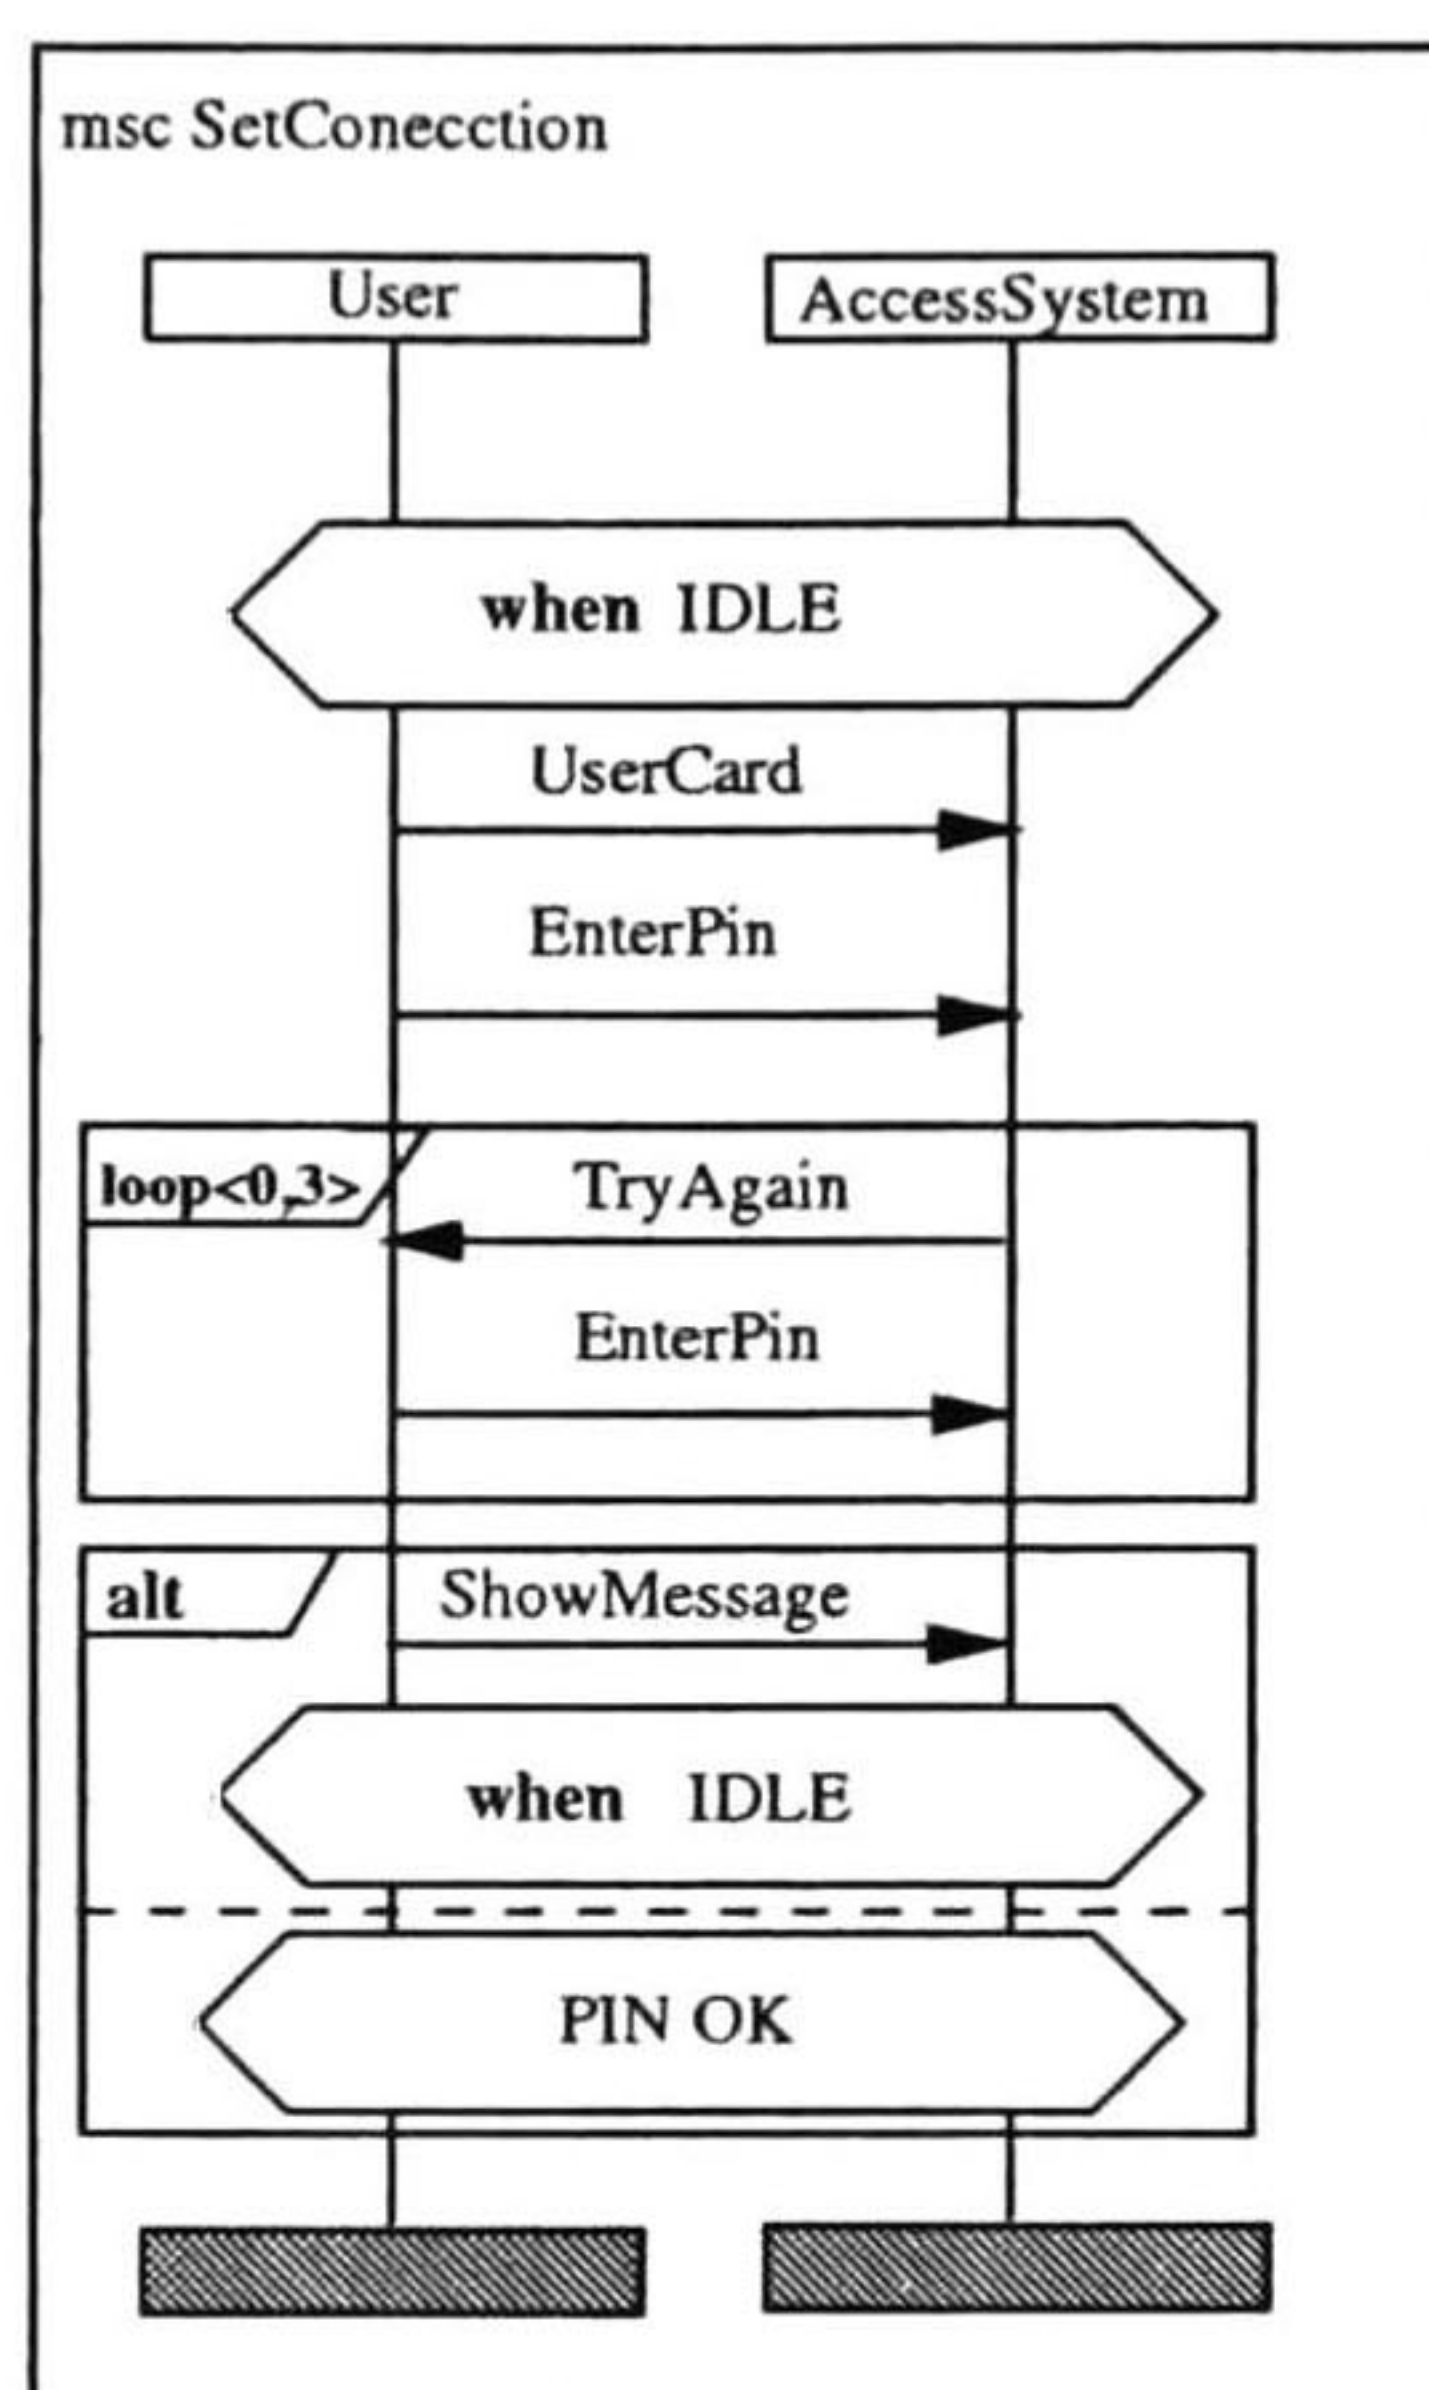 msc SetConecction
User
AccessSystem
when IDLE
UserCard
EnterPin
loop<0,3>
TryAgain
EnterPin
alt
ShowMessage
when IDLE
PIN OK